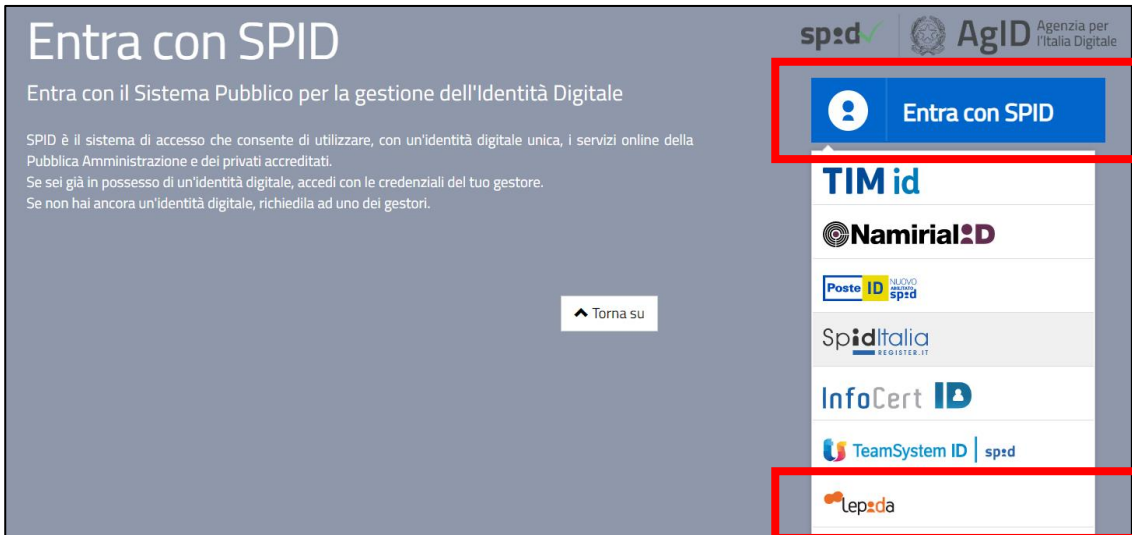 Entra con SPID
Entra con il Sistema Pubblico per la gestione dell'Identità Digitale
SPID è il sistema di accesso che consente di utilizzare, con un'identità digitale unica, i servizi online della
Pubblica Amministrazione e dei privati accreditati.
Se sei già in possesso di un'identità digitale, accedi con le credenziali del tuo gestore.
Se non hai ancora un'identità digitale, richiedila ad uno dei gestori.
Torna su
spid
AgID Agenzia per
l'Italia Digitale
Entra con SPID
TIM id
Namirial ID
Poste ID NUOVO
ABILITATO
spid
SpidItalia
REGISTER.IT
InfoCert ID
TeamSystem ID | spid
Lepida